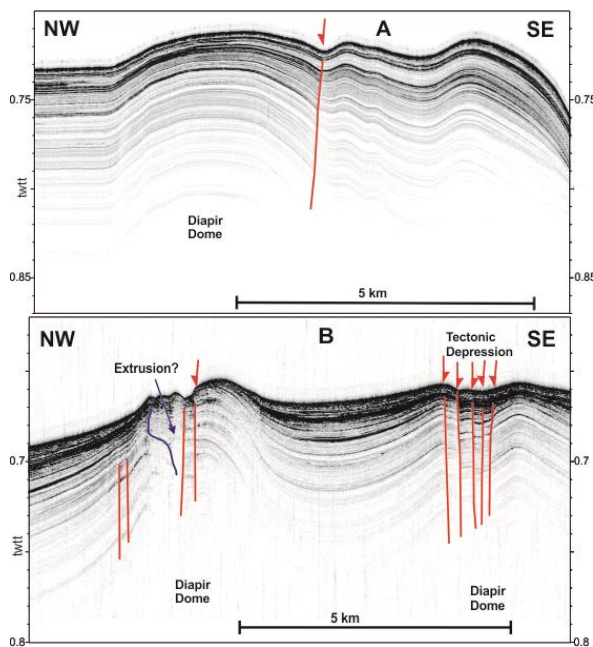 NW
A
SE
0.75
0.75
twtt
Diapir
Dome
0.85
0.85
5 km
NW
B
SE
Tectonic
Depression
Extrusion?
0.7
0.7
twtt
Diapir
Dome
Diapir
Dome
5 km
0.8
0.8